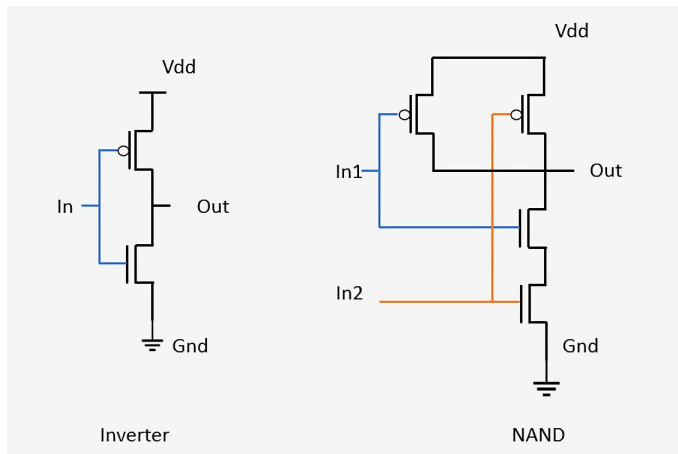 Vdd
In
Out
Gnd
Inverter
Vdd
In1
Out
In2
Gnd
NAND